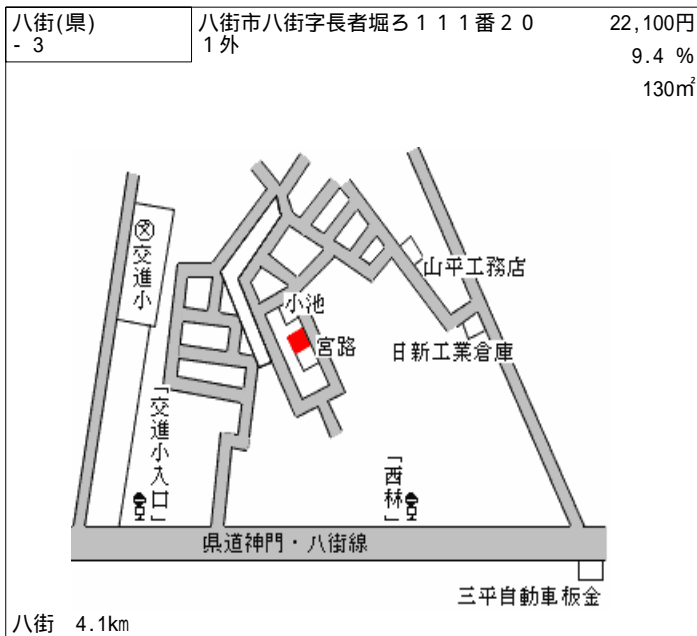 八街(県)
- 3
八街市八街字長者堀ろ１１１番２０
１外
22,100円
9.4 %
130㎡
㊫交進小
山平工務店
小池
宮路
日新工業倉庫
「交進小入口」
「西林」
県道神門・八街線
三平自動車板金
八街 4.1km